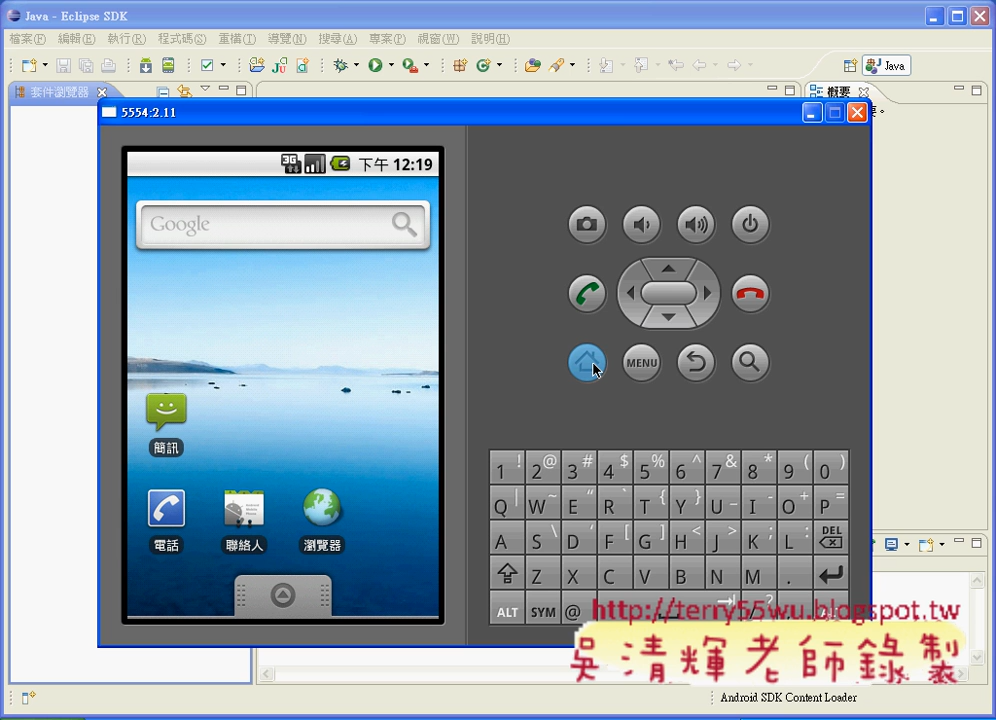 Java - Eclipse SDK
檔案(F) 編輯(E) 執行(R) 程式碼(S) 重構(T) 導覽(N) 搜尋(A) 專案(P) 視窗(W) 說明(H)
Java
套件瀏覽器
概要
5554:2.11
要。
3G 下午 12:19
Google
MENU
簡訊
電話 聯絡人 瀏覽器
1 ! 2 @ 3 # 4 $ 5 % 6 ^ 7 & 8 * 9 ( 0 )
Q | W ~ E “ R ` T { Y } U _ I - O + P =
A S \ D ‘ F [ G ] H < J > K ; L : DEL
Z X C V B N M .
ALT SYM @ / ? ALT
http://terry55wu.blogspot.tw
吳清輝老師錄製
Android SDK Content Loader